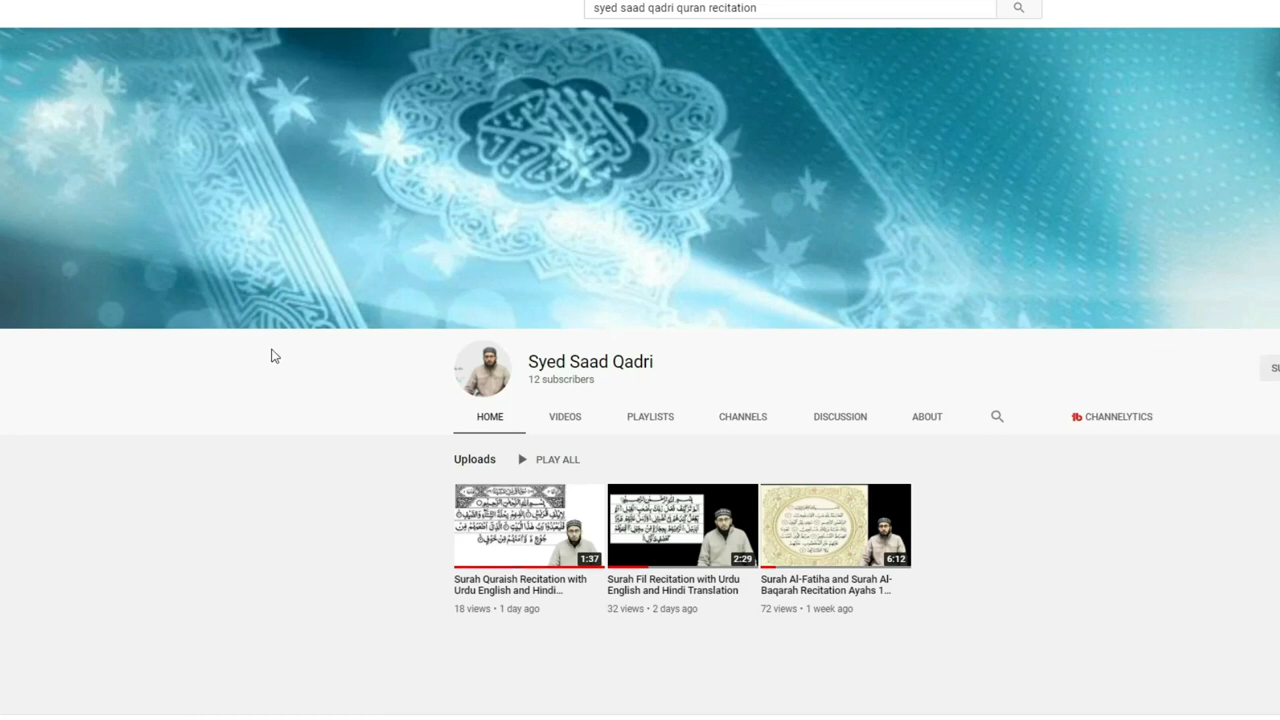 syed saad qadri quran recitation
Syed Saad Qadri
12 subscribers
HOME VIDEOS PLAYLISTS CHANNELS DISCUSSION ABOUT CHANNELYTICS
Uploads PLAY ALL
1:37 2:29 6:12
Surah Quraish Recitation with
Urdu English and Hindi...
18 views • 1 day ago
Surah Fil Recitation with Urdu
English and Hindi Translation
32 views • 2 days ago
Surah Al-Fatiha and Surah Al-
Baqarah Recitation Ayahs 1...
72 views • 1 week ago